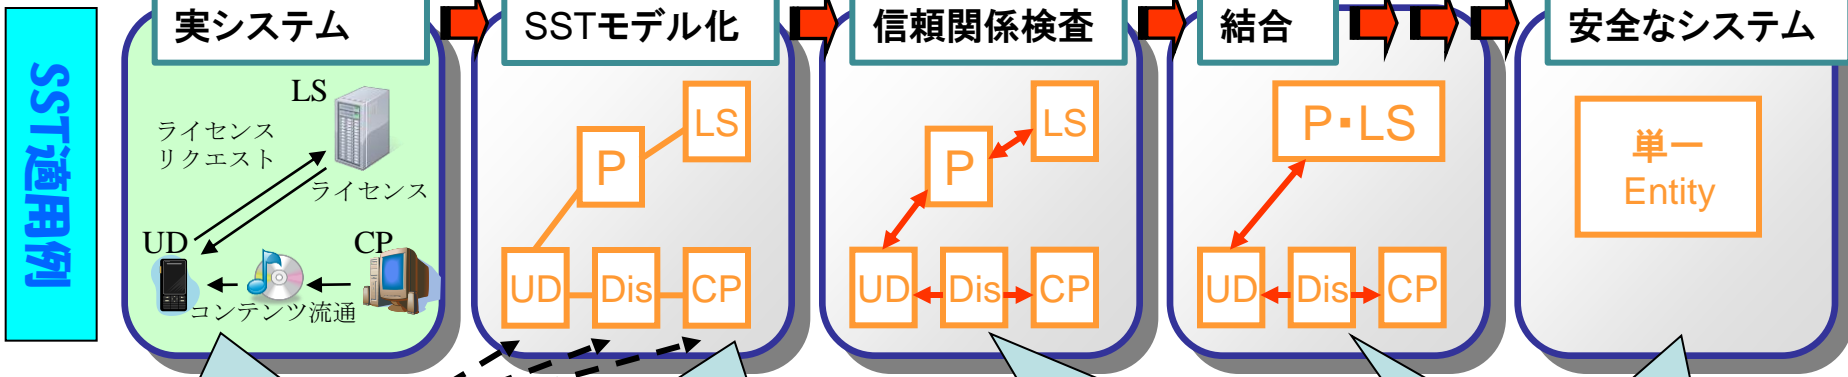 SST適用例
実システム
LS
ライセンス
リクエスト
ライセンス
UD
CP
コンテンツ流通
SSTモデル化
LS
P
UD
Dis
CP
信頼関係検査
LS
P
UD
Dis
CP
結合
P・LS
UD
Dis
CP
安全なシステム
単一
Entity